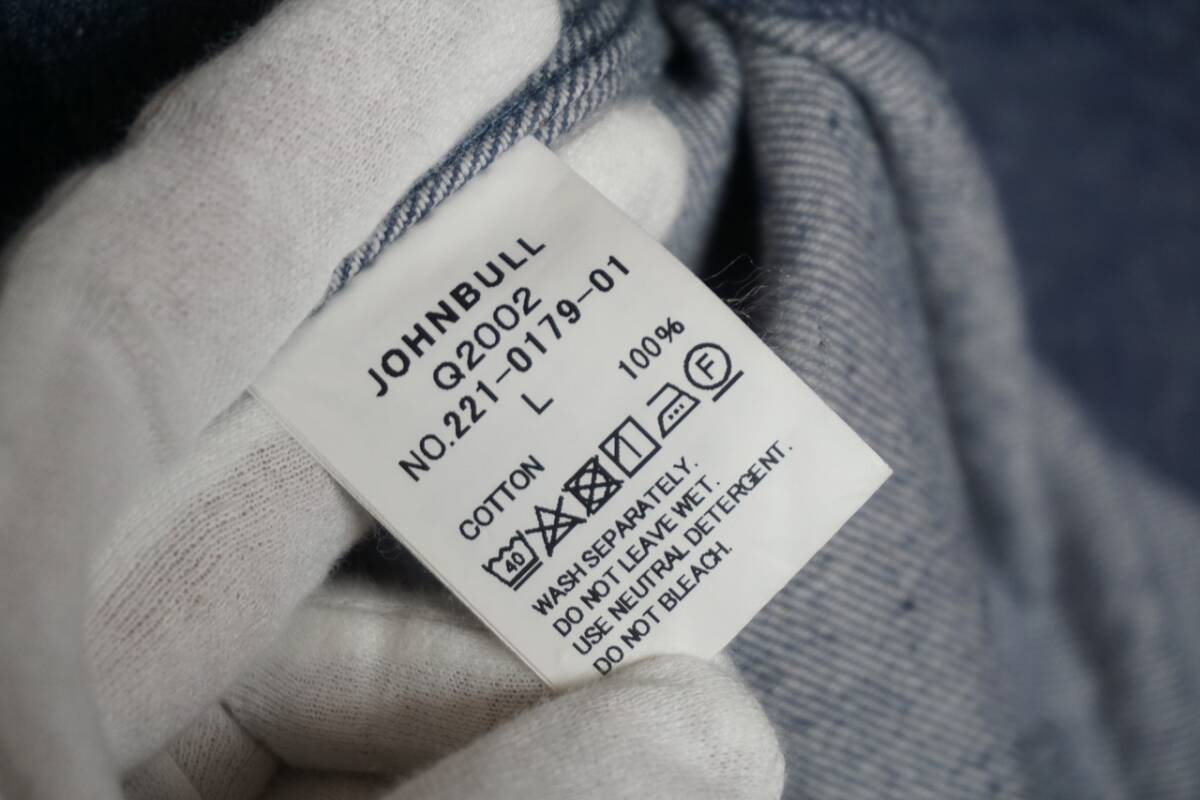 JOHNBULL
Q2002
NO.221-0179-01
L
COTTON 100%
40 F
WASH SEPARATELY.
DO NOT LEAVE WET.
USE NEUTRAL DETERGENT.
DO NOT BLEACH.